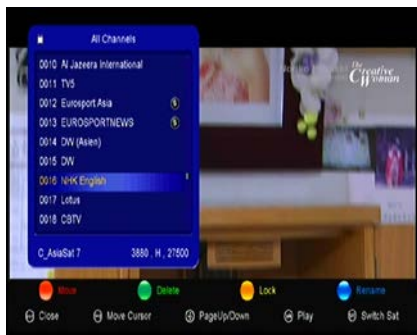 All Channels
0010 Al Jazeera International
0011 TV5
0012 Eurosport Asia
0013 EUROSPORTNEWS
0014 DW (Asien)
0015 DW
0016 NHK English
0017 Lotus
0018 CBTV
C_AsiaSat 7 3880 , H , 27500
The
Creative
Woman
Move Delete Lock Rename
Close Move Cursor PageUp/Down Play Switch Sat